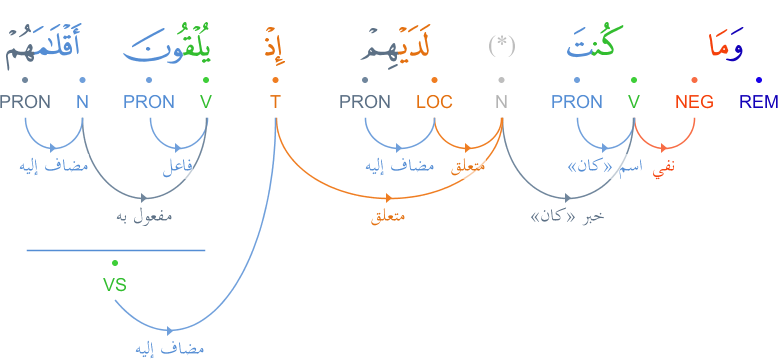 وَمَا كُنتَ (*) لَدَيْهِمْ إِذْ يُلْقُونَ أَقْلَـٰمَهُمْ
REM NEG V PRON N LOC PRON T V PRON N PRON
نفي اسم «كان» متعلق مضاف إليه فاعل مضاف إليه
خبر «كان» متعلق مفعول به
VS
مضاف إليه